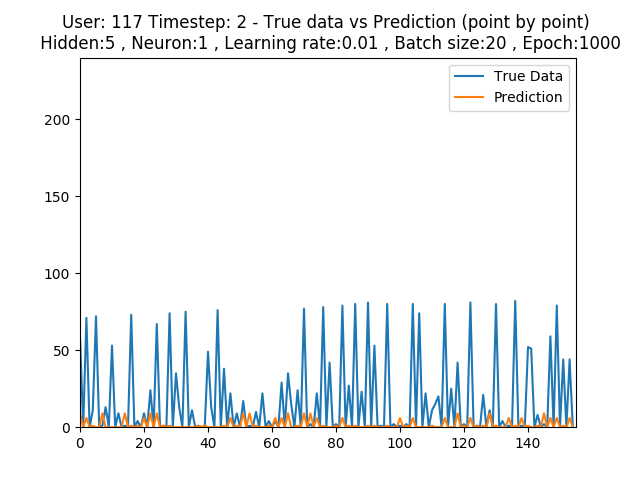 User: 117 Timestep: 2 - True data vs Prediction (point by point)
Hidden:5 , Neuron:1 , Learning rate:0.01 , Batch size:20 , Epoch:1000
True Data
Prediction
200
150
100
50
0
0 20 40 60 80 100 120 140